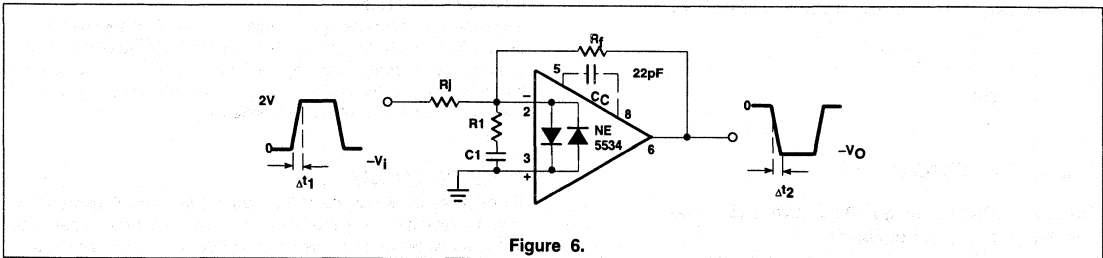 Rf
5
22pF
CC
2V
Rj
−
2
8
0
R1
NE
5534
6
C1
3
+
0
−Vi
Δt1
−VO
Δt2
Figure 6.